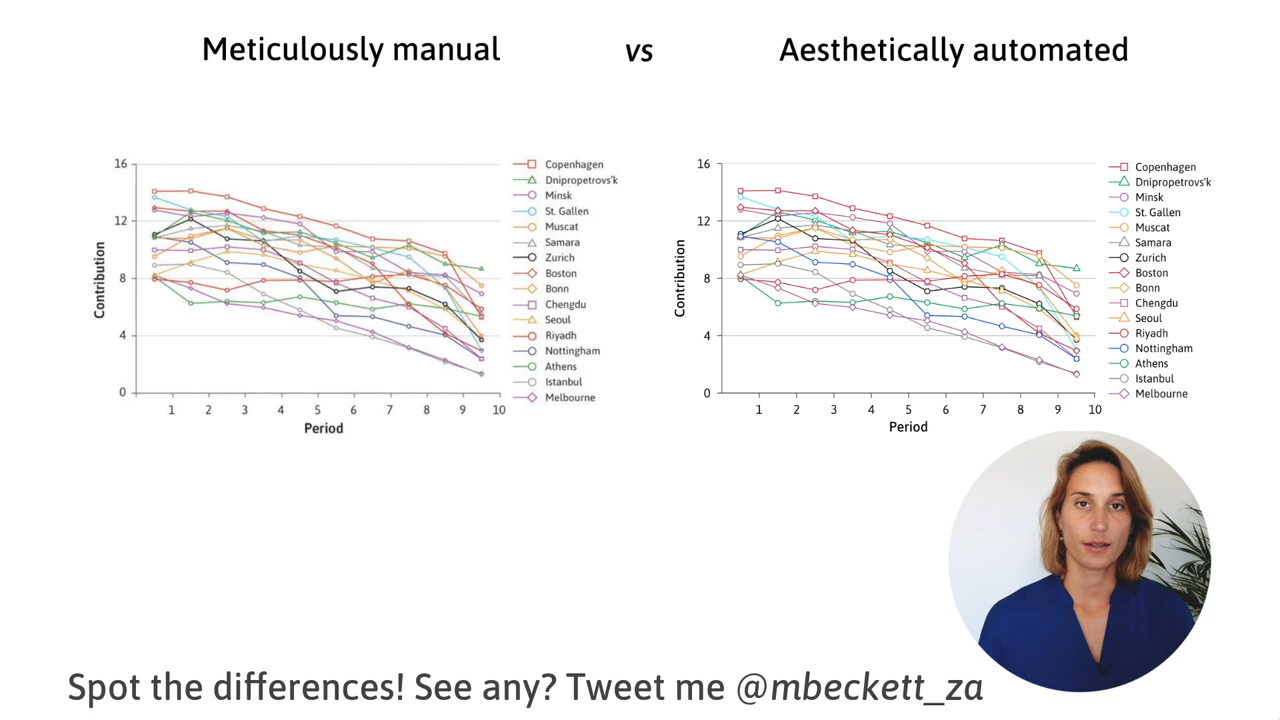 Meticulously manual vs Aesthetically automated
16
12
8
4
0
Contribution
1 2 3 4 5 6 7 8 9 10
Period
Copenhagen
Dnipropetrovs'k
Minsk
St. Gallen
Muscat
Samara
Zurich
Boston
Bonn
Chengdu
Seoul
Riyadh
Nottingham
Athens
Istanbul
Melbourne
16
12
8
4
0
Contribution
1 2 3 4 5 6 7 8 9 10
Period
Copenhagen
Dnipropetrovs'k
Minsk
St. Gallen
Muscat
Samara
Zurich
Boston
Bonn
Chengdu
Seoul
Riyadh
Nottingham
Athens
Istanbul
Melbourne
Spot the differences! See any? Tweet me @mbeckett_za